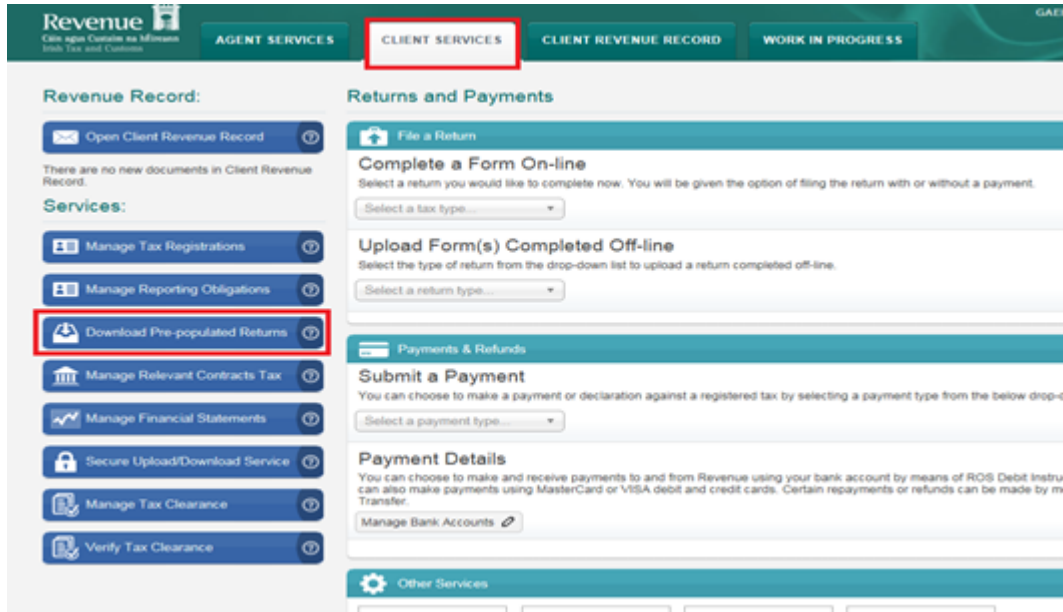 Revenue
Cáin agus Custaim na hÉireann
Irish Tax and Customs
AGENT SERVICES
CLIENT SERVICES
CLIENT REVENUE RECORD
WORK IN PROGRESS
GAE
Revenue Record:
Open Client Revenue Record
There are no new documents in Client Revenue
Record.
Services:
Manage Tax Registrations
Manage Reporting Obligations
Download Pre-populated Returns
Manage Relevant Contracts Tax
Manage Financial Statements
Secure Upload/Download Service
Manage Tax Clearance
Verify Tax Clearance
Returns and Payments
File a Return
Complete a Form On-line
Select a return you would like to complete now. You will be given the option of filing the return with or without a payment.
Select a tax type...
Upload Form(s) Completed Off-line
Select the type of return from the drop-down list to upload a return completed off-line.
Select a return type...
Payments & Refunds
Submit a Payment
You can choose to make a payment or declaration against a registered tax by selecting a payment type from the below drop-
Select a payment type...
Payment Details
You can choose to make and receive payments to and from Revenue using your bank account by means of ROS Debit Instru
can also make payments using MasterCard or VISA debit and credit cards. Certain repayments or refunds can be made by m
Transfer.
Manage Bank Accounts
Other Services